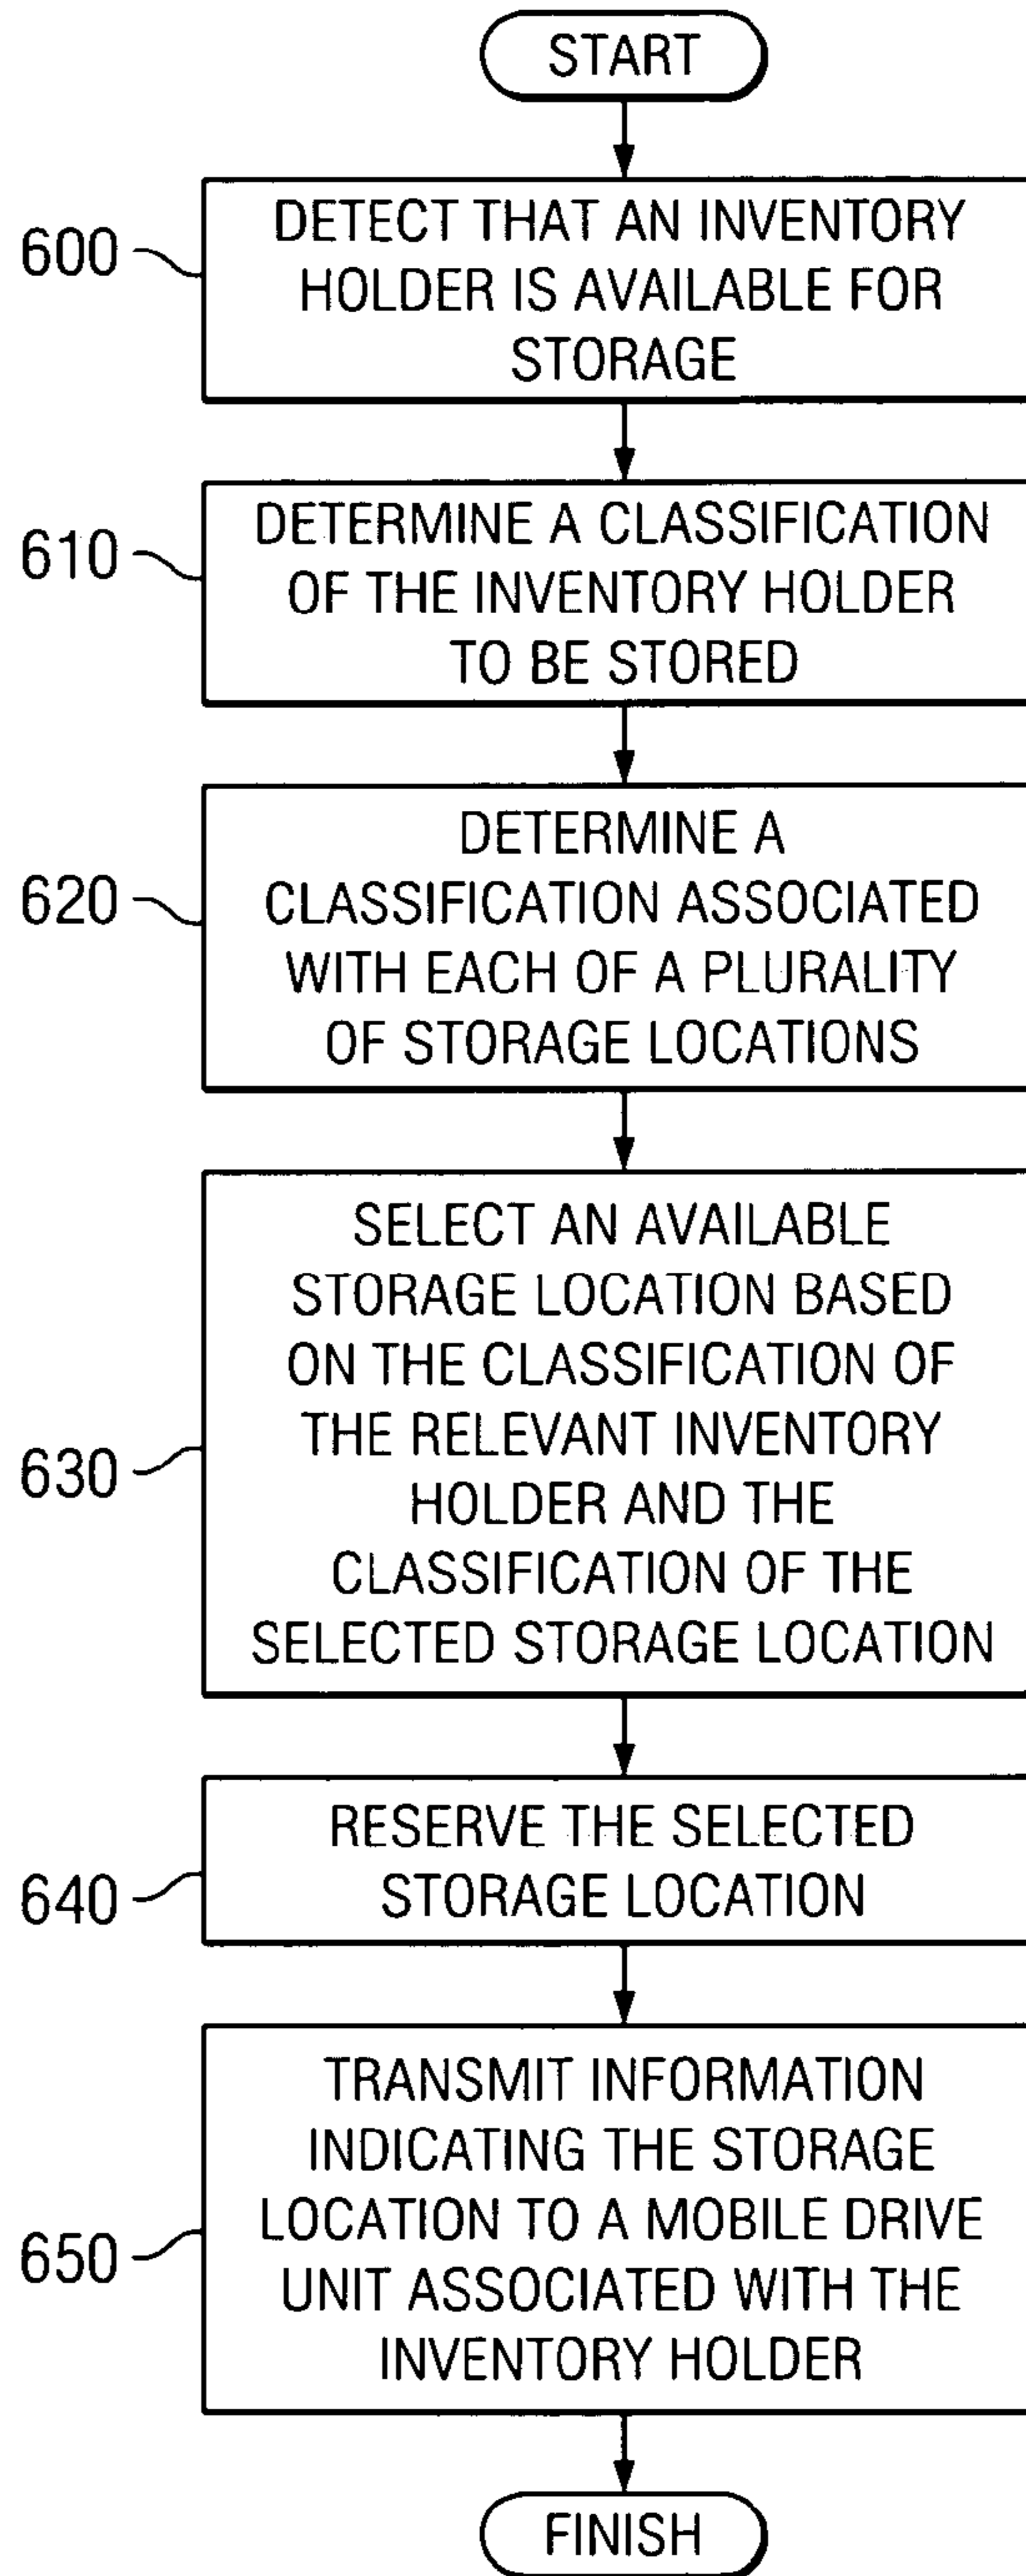 START
600
DETECT THAT AN INVENTORY
HOLDER IS AVAILABLE FOR
STORAGE
610
DETERMINE A CLASSIFICATION
OF THE INVENTORY HOLDER
TO BE STORED
620
DETERMINE A
CLASSIFICATION ASSOCIATED
WITH EACH OF A PLURALITY
OF STORAGE LOCATIONS
630
SELECT AN AVAILABLE
STORAGE LOCATION BASED
ON THE CLASSIFICATION OF
THE RELEVANT INVENTORY
HOLDER AND THE
CLASSIFICATION OF THE
SELECTED STORAGE LOCATION
640
RESERVE THE SELECTED
STORAGE LOCATION
650
TRANSMIT INFORMATION
INDICATING THE STORAGE
LOCATION TO A MOBILE DRIVE
UNIT ASSOCIATED WITH THE
INVENTORY HOLDER
FINISH